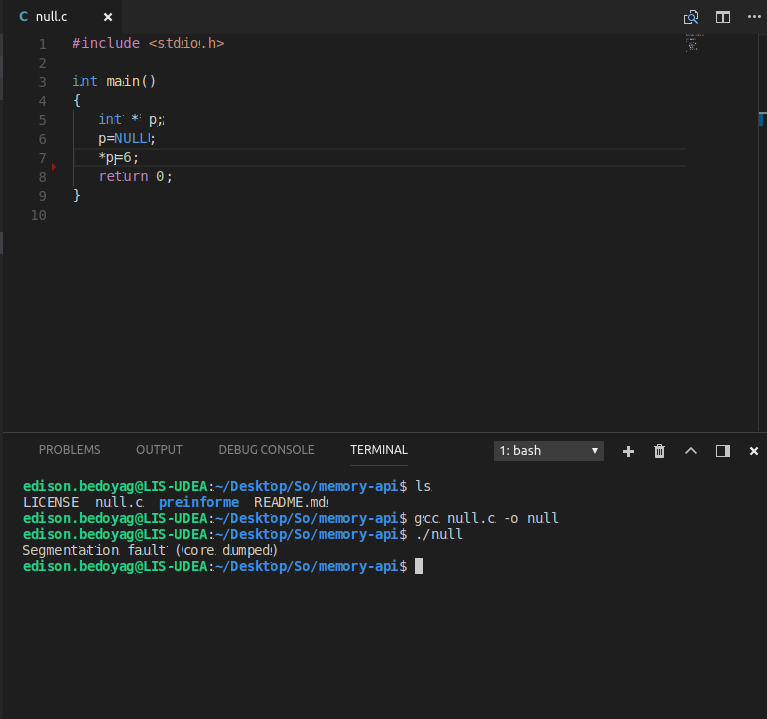 C null.c ×
1 #include <stdio.h>
2
3 int main()
4 {
5 int * p;
6 p=NULL;
7 *p=6;
8 return 0;
9 }
10
PROBLEMS OUTPUT DEBUG CONSOLE TERMINAL 1: bash
edison.bedoyag@LIS-UDEA:~/Desktop/So/memory-api$ ls
LICENSE null.c preinforme README.md
edison.bedoyag@LIS-UDEA:~/Desktop/So/memory-api$ gcc null.c -o null
edison.bedoyag@LIS-UDEA:~/Desktop/So/memory-api$ ./null
Segmentation fault (core dumped)
edison.bedoyag@LIS-UDEA:~/Desktop/So/memory-api$